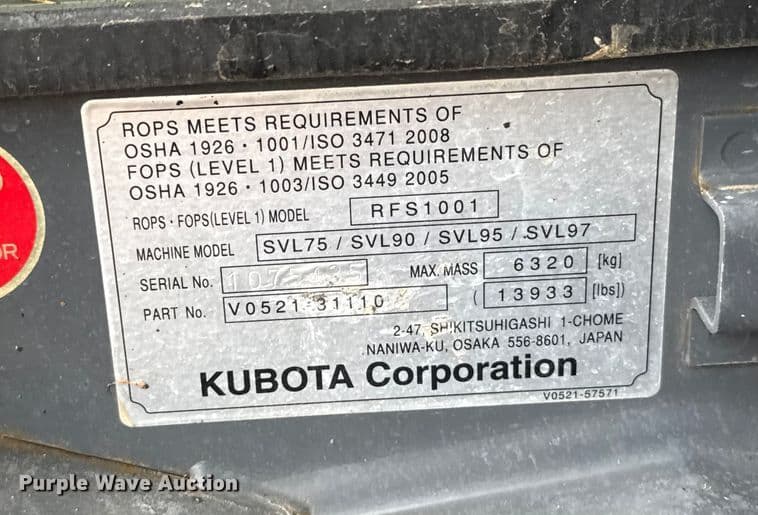 ROPS MEETS REQUIREMENTS OF
OSHA 1926・1001/ISO 3471 2008
FOPS (LEVEL 1) MEETS REQUIREMENTS OF
OSHA 1926・1003/ISO 3449 2005
ROPS・FOPS(LEVEL 1) MODEL RFS1001
MACHINE MODEL SVL75 / SVL90 / SVL95 / SVL97
SERIAL No. MAX. MASS 6320 [kg]
PART No. V0521-31110 ( 13933 [lbs])
2-47, SHIKITSUHIGASHI 1-CHOME
NANIWA-KU, OSAKA 556-8601, JAPAN
KUBOTA Corporation
V0521-57571
OR
Purple Wave Auction